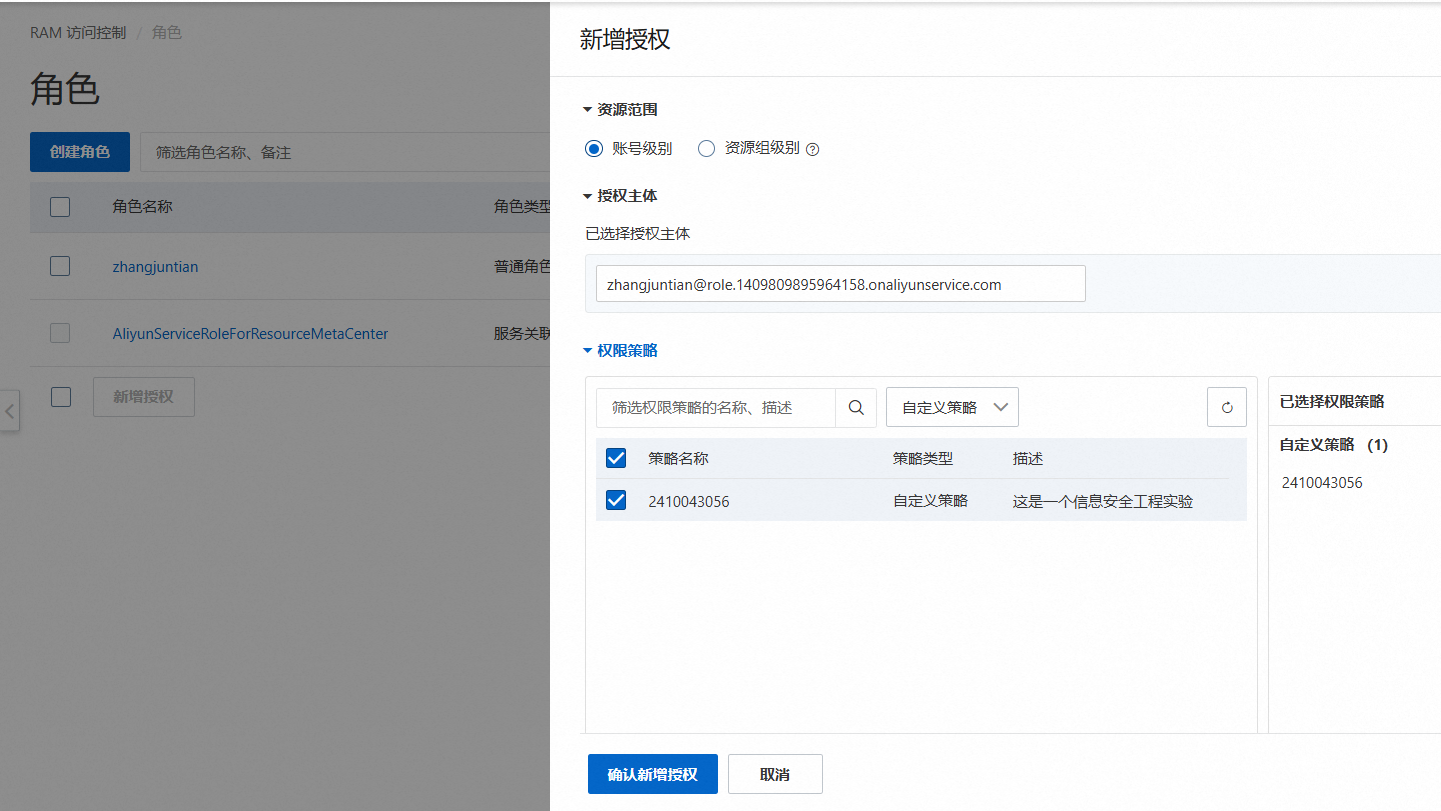 RAM 访问控制 / 角色
角色
创建角色 筛选角色名称、备注
角色名称 角色类型
zhangjuntian 普通角色
AliyunServiceRoleForResourceMetaCenter 服务关联
新增授权
新增授权
资源范围
账号级别 资源组级别
授权主体
已选择授权主体
zhangjuntian@role.1409809895964158.onaliyunservice.com
权限策略
筛选权限策略的名称、描述 自定义策略
策略名称 策略类型 描述
2410043056 自定义策略 这是一个信息安全工程实验
已选择权限策略
自定义策略 (1)
2410043056
确认新增授权 取消